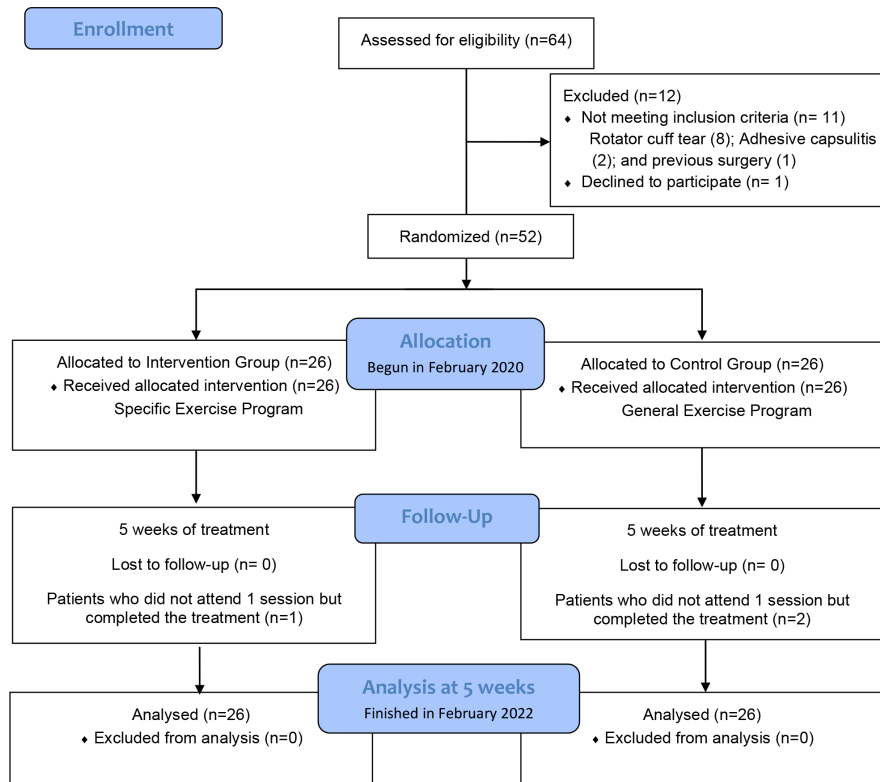 Enrollment
Assessed for eligibility (n=64)
Excluded (n=12)
♦ Not meeting inclusion criteria (n= 11)
Rotator cuff tear (8); Adhesive capsulitis
(2); and previous surgery (1)
♦ Declined to participate (n= 1)
Randomized (n=52)
Allocation
Begun in February 2020
Allocated to Intervention Group (n=26)
♦ Received allocated intervention (n=26)
Specific Exercise Program
Allocated to Control Group (n=26)
♦ Received allocated intervention (n=26)
General Exercise Program
Follow-Up
5 weeks of treatment
Lost to follow-up (n= 0)
Patients who did not attend 1 session but
completed the treatment (n=1)
5 weeks of treatment
Lost to follow-up (n= 0)
Patients who did not attend 1 session but
completed the treatment (n=2)
Analysis at 5 weeks
Finished in February 2022
Analysed (n=26)
♦ Excluded from analysis (n=0)
Analysed (n=26)
♦ Excluded from analysis (n=0)